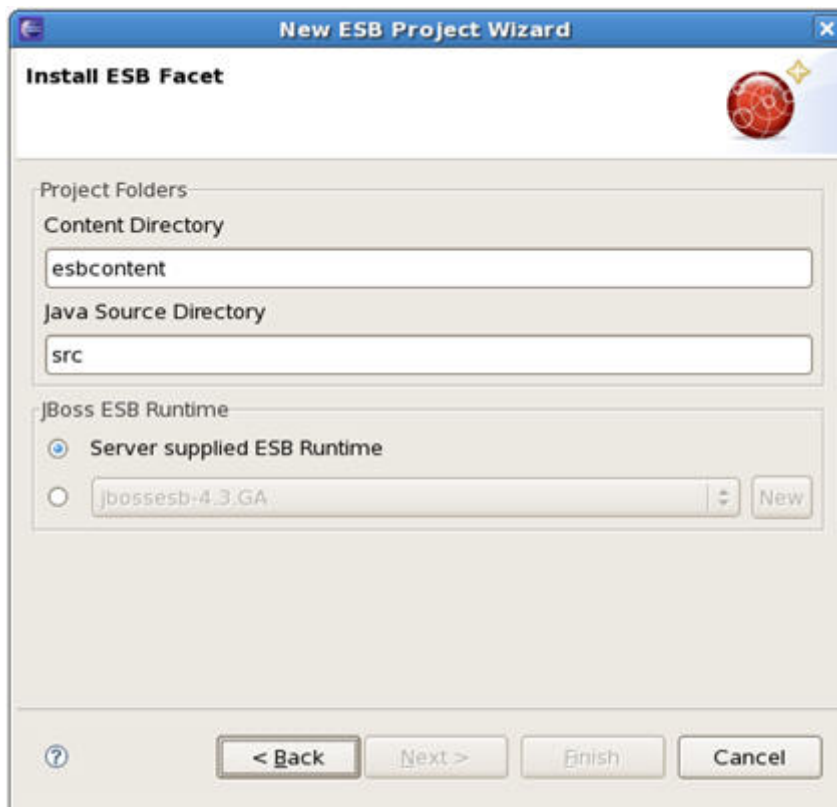 New ESB Project Wizard
Install ESB Facet
Project Folders
Content Directory
esbcontent
Java Source Directory
src
JBoss ESB Runtime
Server supplied ESB Runtime
jbossesb-4.3.GA
New
?
< Back
Next >
Finish
Cancel